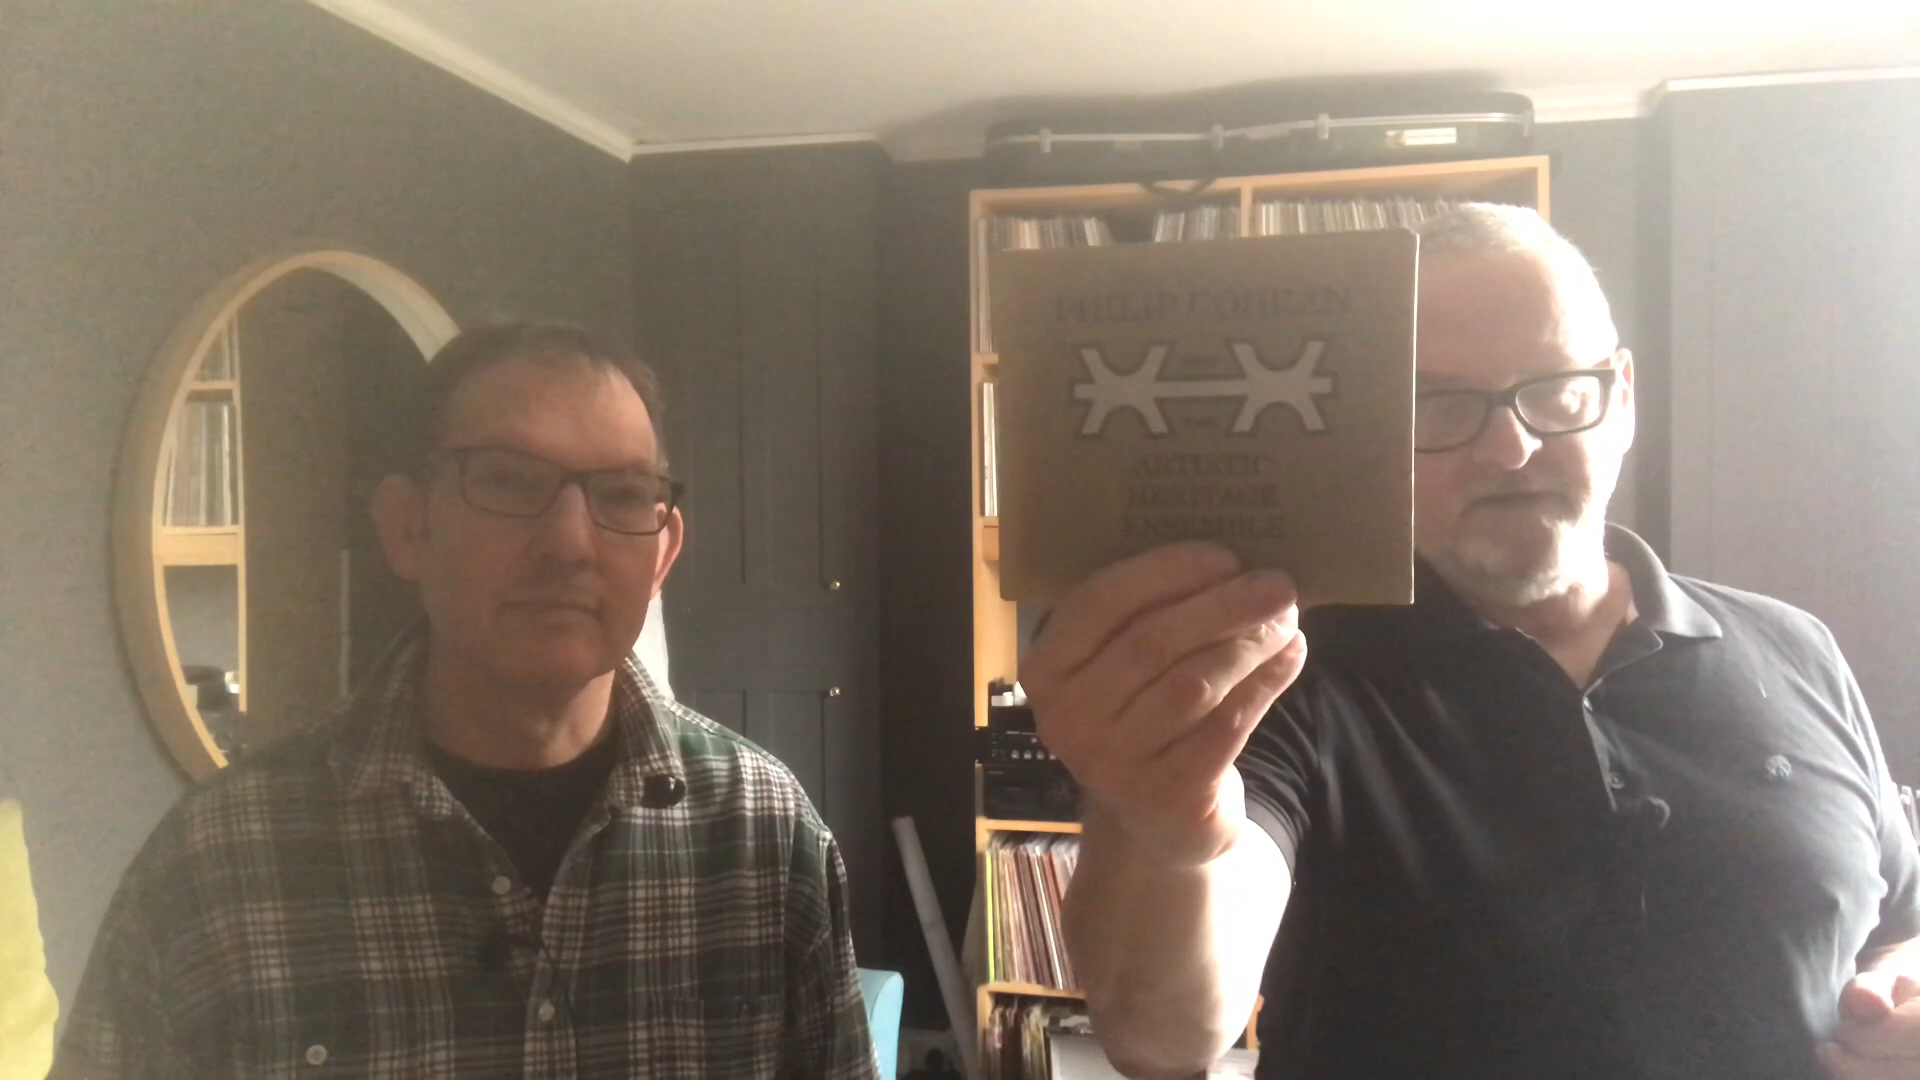 PHILIP COHRAN
AND
THE
ARTISTIC
HERITAGE
ENSEMBLE